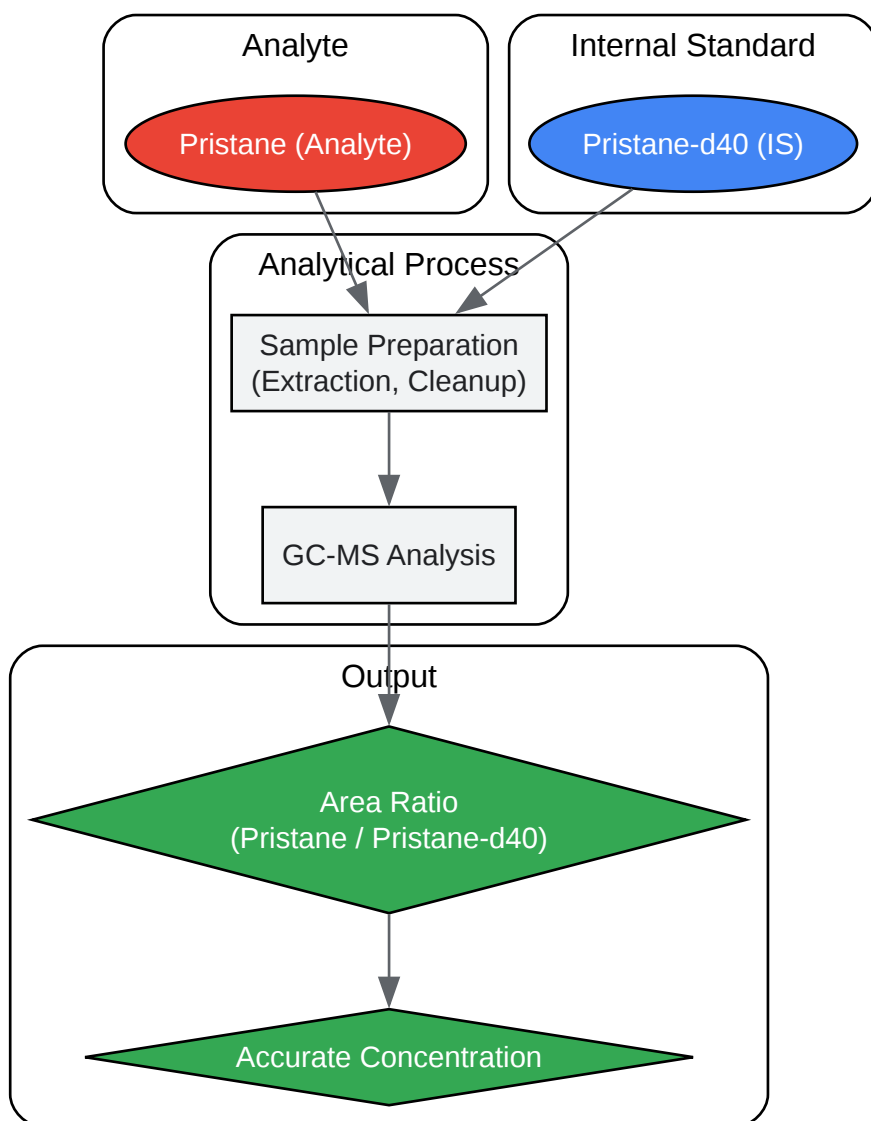 Analyte
Internal Standard
Pristane (Analyte)
Pristane-d40 (IS)
Analytical Process
Sample Preparation
(Extraction, Cleanup)
GC-MS Analysis
Output
Area Ratio
(Pristane / Pristane-d40)
Accurate Concentration